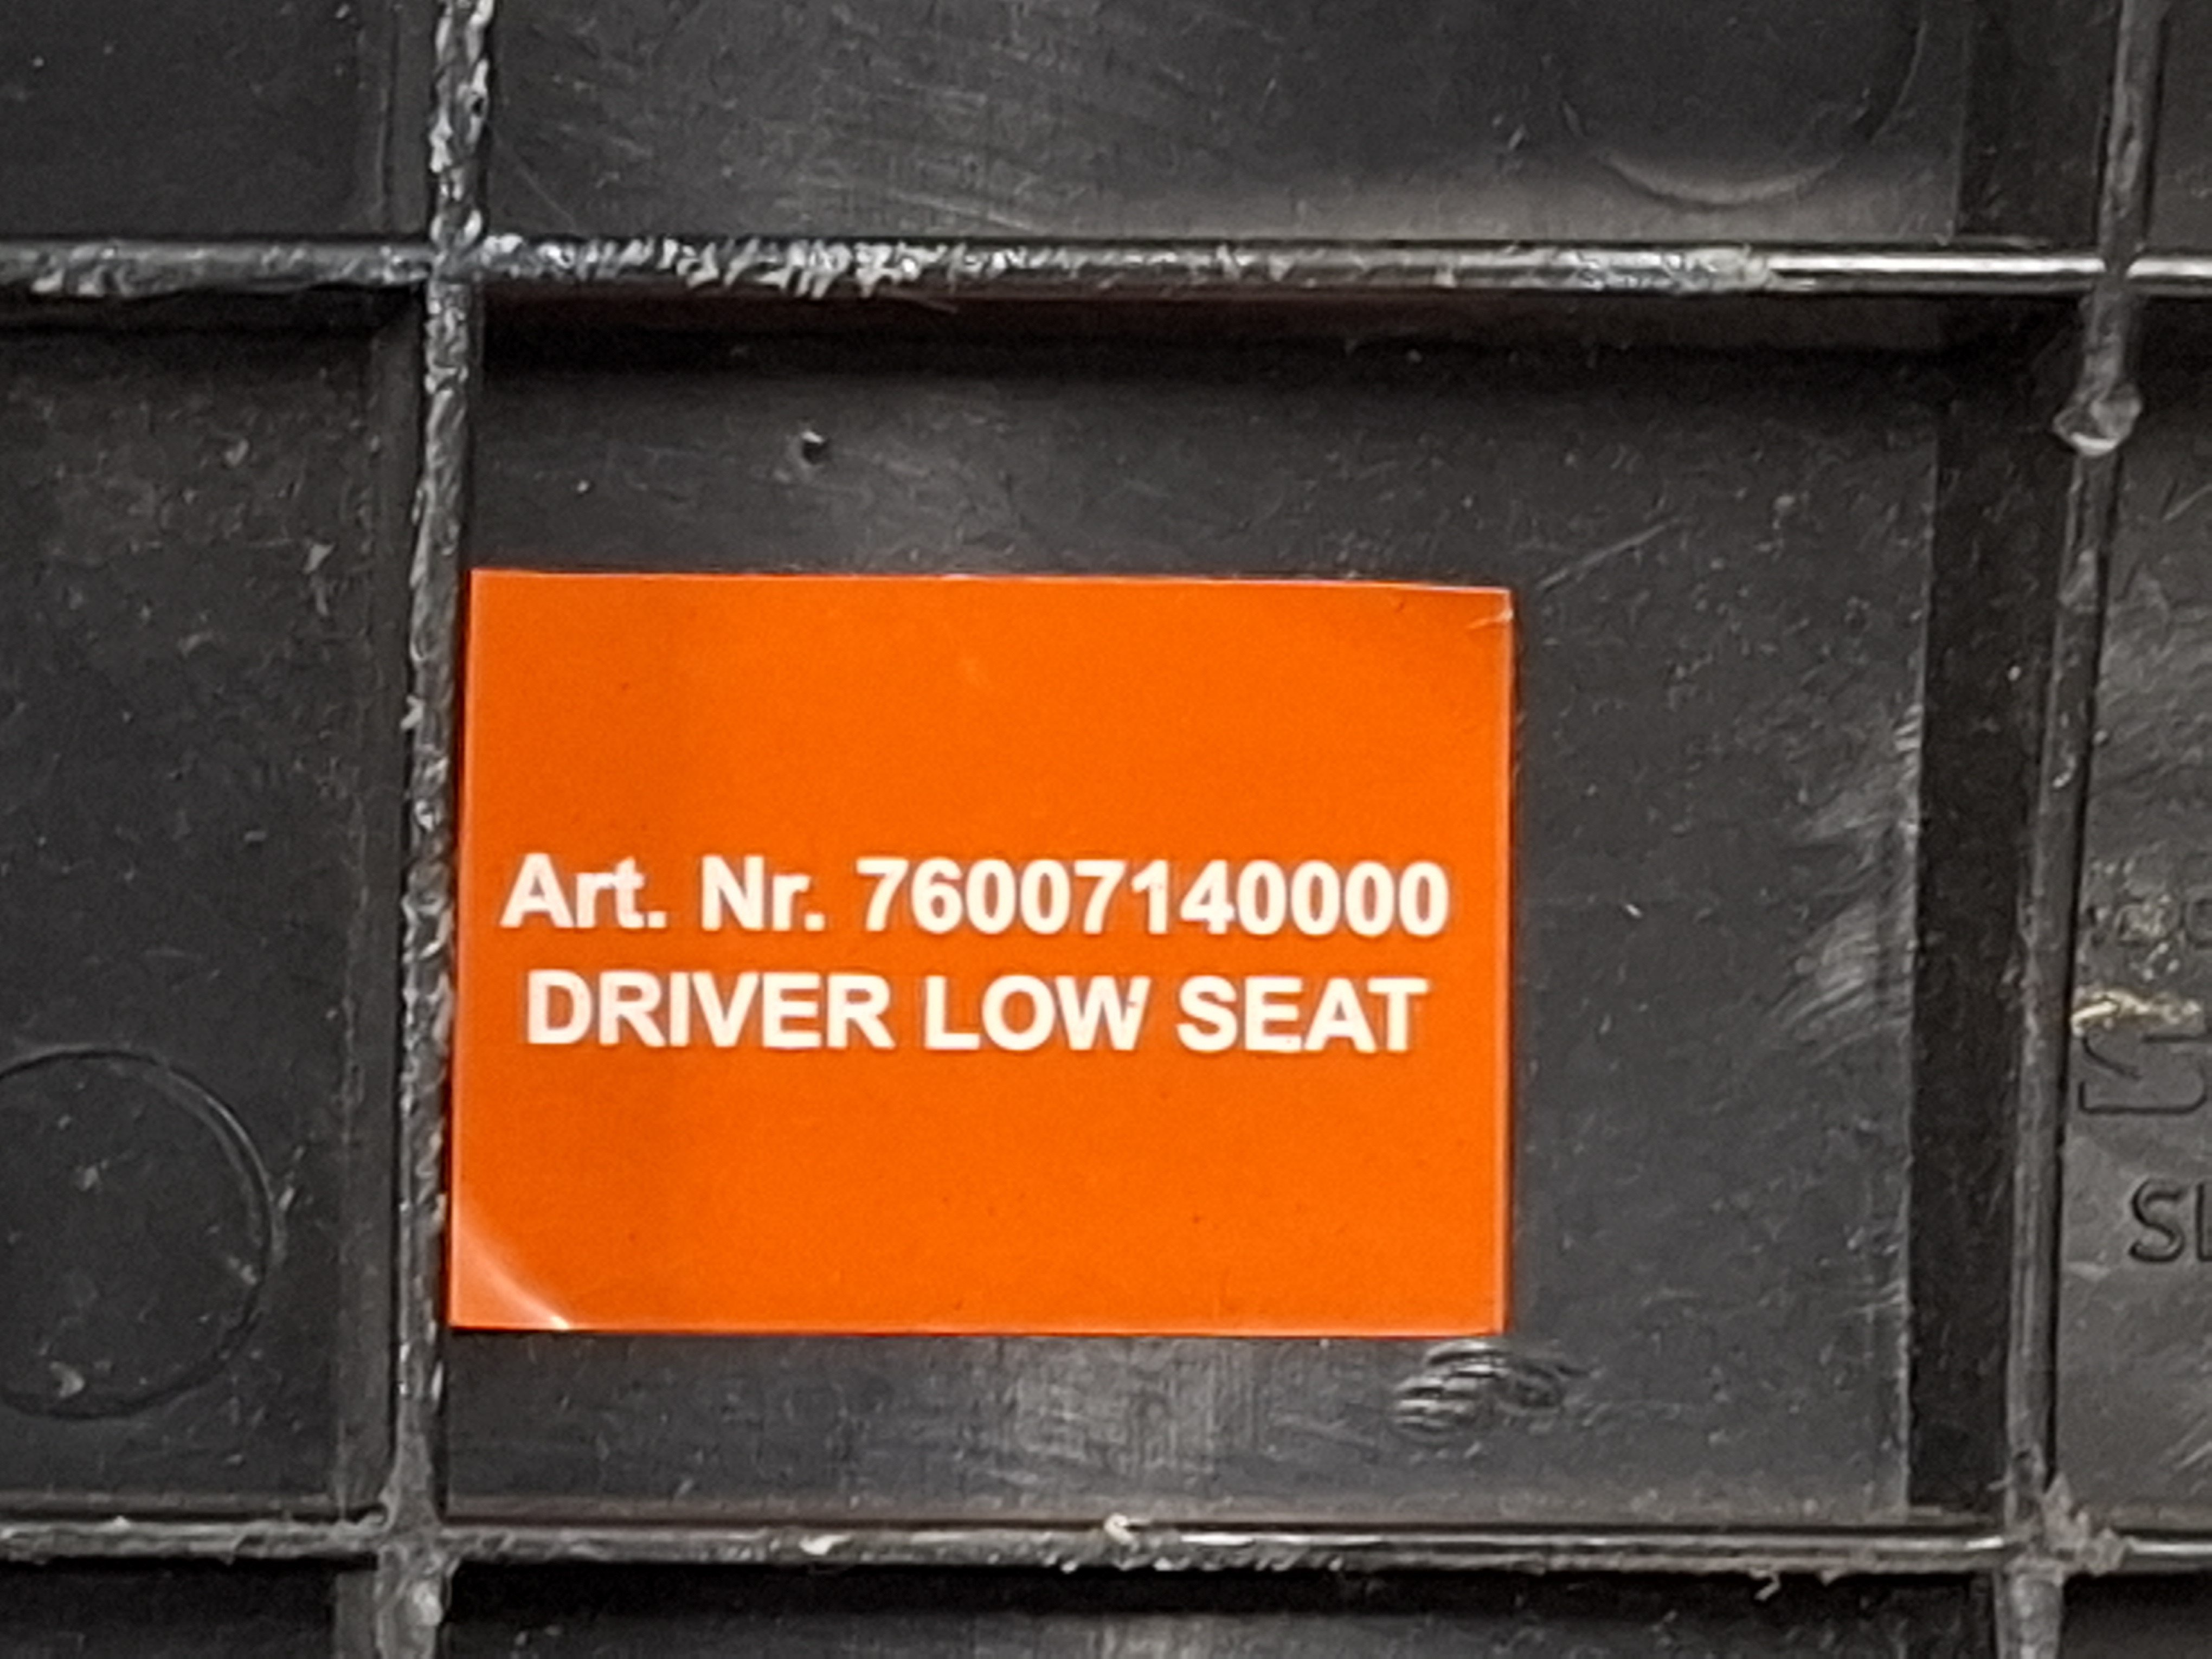 Art. Nr. 76007140000
DRIVER LOW SEAT